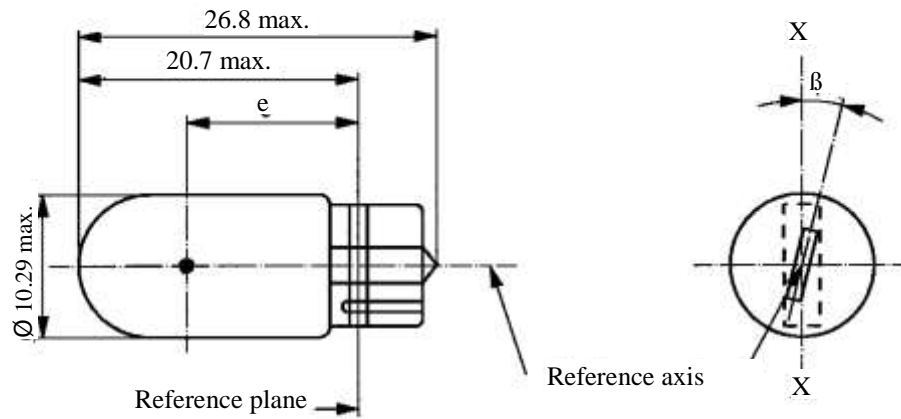 26.8 max.
X
20.7 max.
ß
e
Ø 10.29 max.
Reference axis
Reference plane
X